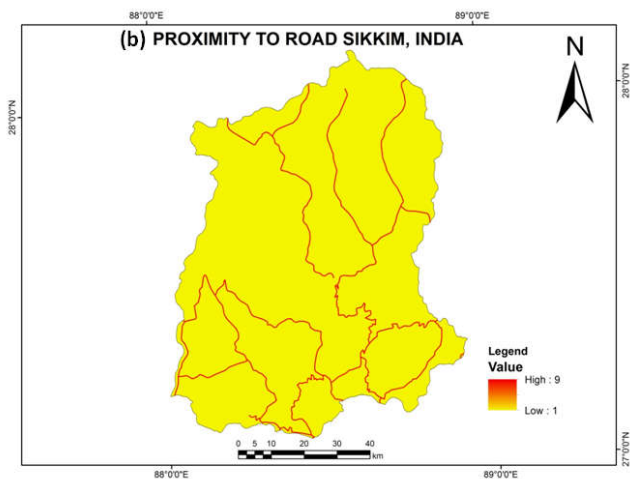 88°0'0"E
89°0'0"E
(b) PROXIMITY TO ROAD SIKKIM, INDIA
N
28°0'0"N
28°0'0"N
Legend
Value
High : 9
Low : 1
0 5 10 20 30 40
km
27°0'0"N
88°0'0"E
89°0'0"E